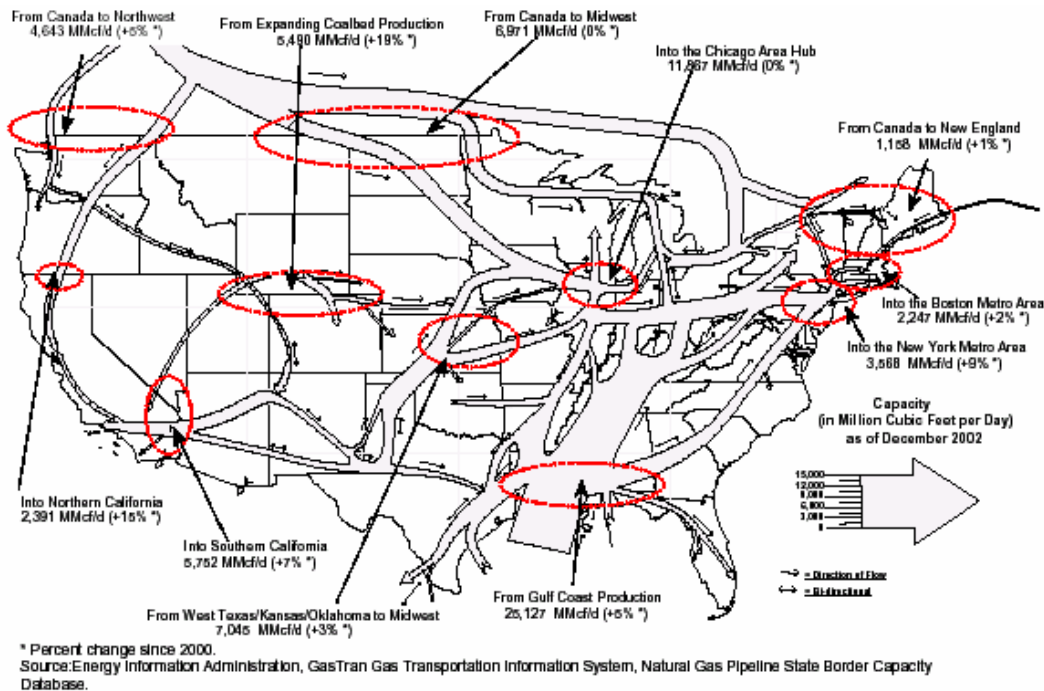 From Canada to Northwest
4,643 MMcf/d (+5% *)
From Expanding Coalbed Production
5,490 MMcf/d (+19% *)
From Canada to Midwest
6,971 MMcf/d (0% *)
Into the Chicago Area Hub
11,867 MMcf/d (0% *)
From Canada to New England
1,158 MMcf/d (+1% *)
Into the Boston Metro Area
2,247 MMcf/d (+2% *)
Into the New York Metro Area
3,568 MMcf/d (+9% *)
Capacity
(in Million Cubic Feet per Day)
as of December 2002
15,000
12,000
9,000
6,000
3,000
0
Into Northern California
2,391 MMcf/d (+15% *)
Into Southern California
5,752 MMcf/d (+7% *)
From West Texas/Kansas/Oklahoma to Midwest
7,045 MMcf/d (+3% *)
From Gulf Coast Production
25,127 MMcf/d (+5% *)
= Direction of Flow
= Bi-directional
* Percent change since 2000.
Source:Energy Information Administration, GasTran Gas Transportation Information System, Natural Gas Pipeline State Border Capacity
Database.